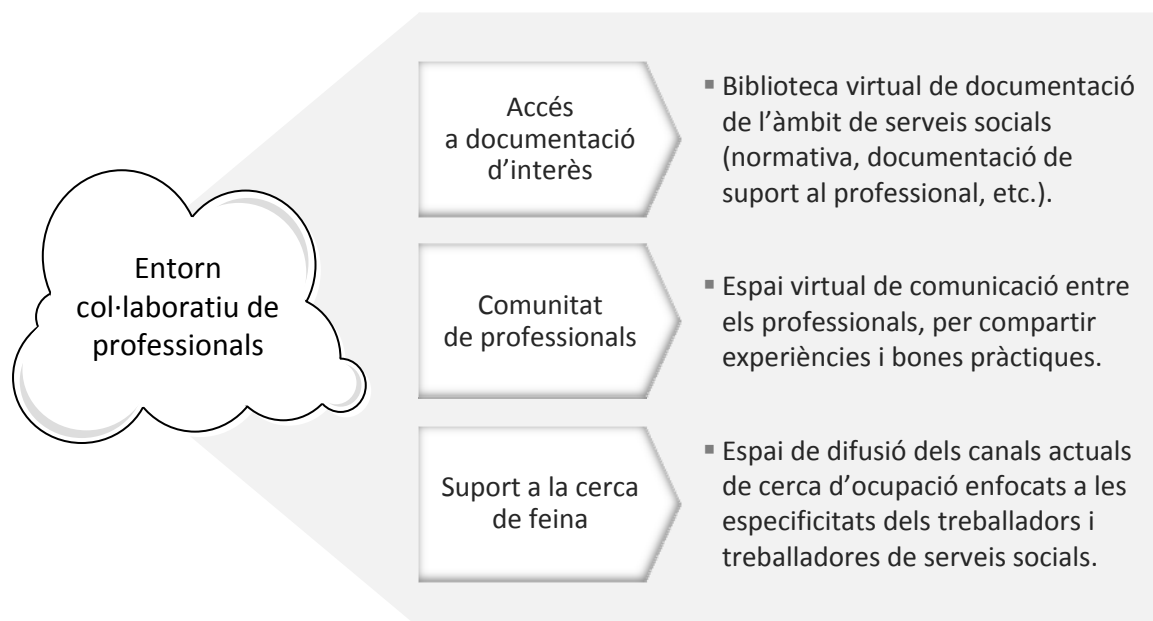 Entorn
col·laboratiu de
professionals
Accés
a documentació
d’interès
▪ Biblioteca virtual de documentació
de l’àmbit de serveis socials
(normativa, documentació de
suport al professional, etc.).
Comunitat
de professionals
▪ Espai virtual de comunicació entre
els professionals, per compartir
experiències i bones pràctiques.
Suport a la cerca
de feina
▪ Espai de difusió dels canals actuals
de cerca d’ocupació enfocats a les
especificitats dels treballadors i
treballadores de serveis socials.